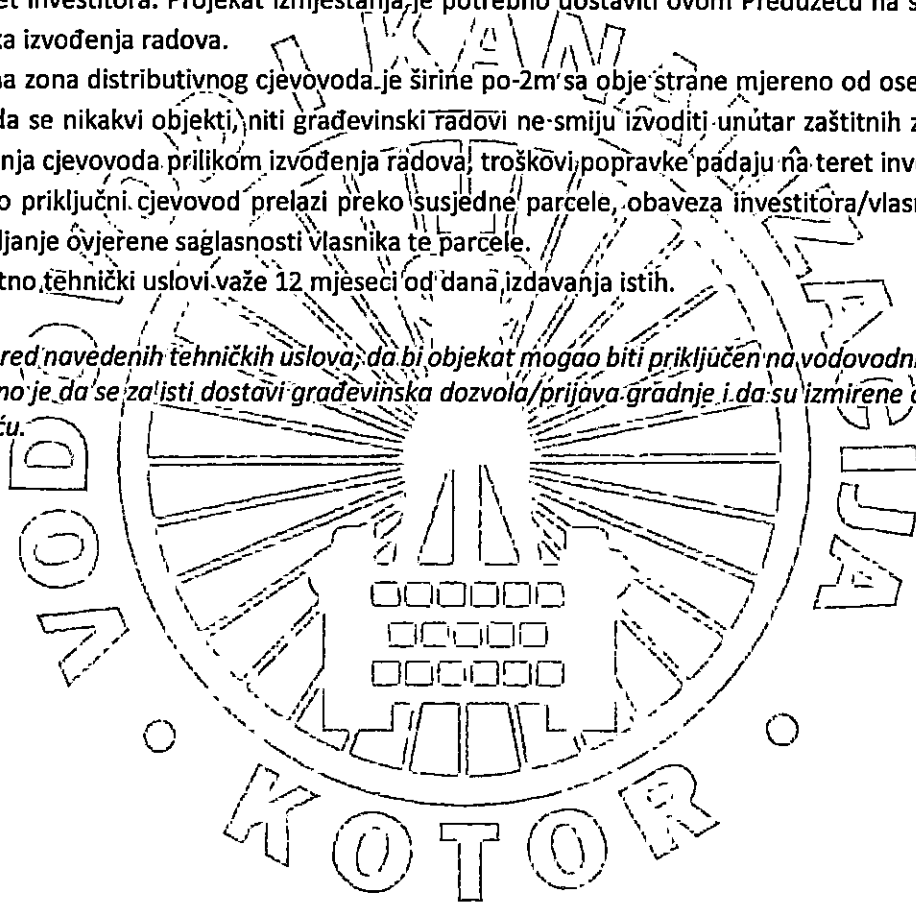 et investitora. Projekat izmještanja je potrebno dostaviti ovom Preduzeću na s
ka izvođenja radova.
na zona distributivnog cjevovoda je širine po 2m sa obje strane mjereno od ose
da se nikakvi objekti, niti građevinski radovi ne smiju izvoditi unutar zaštitnih z
nja cjevovoda prilikom izvođenja radova, troškovi popravke padaju na teret inv
o priključni cjevovod prelazi preko susjedne parcele, obaveza investitora/vlasn
ljanje ovjerene saglasnosti vlasnika te parcele.
tno tehnički uslovi važe 12 mjeseci od dana izdavanja istih.
red navedenih tehničkih uslova, da bi objekat mogao biti priključen na vodovodn
no je da se za isti dostavi građevinska dozvola/prijava gradnje i da su izmirene
ću.
VODOVOD I KANALIZACIJA
KOTOR